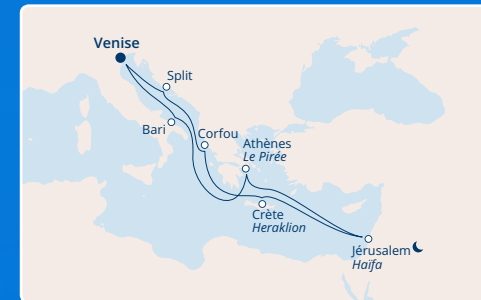 Venise
Split
Bari
Corfou
Athènes
Le Pirée
Crète
Heraklion
Jérusalem
Haïfa